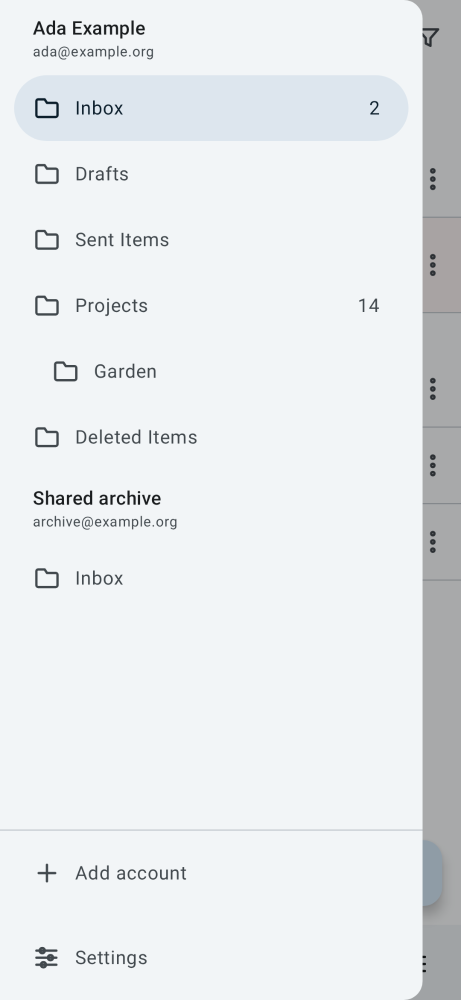 Ada Example
ada@example.org
Inbox 2
Drafts
Sent Items
Projects 14
Garden
Deleted Items
Shared archive
archive@example.org
Inbox
Add account
Settings